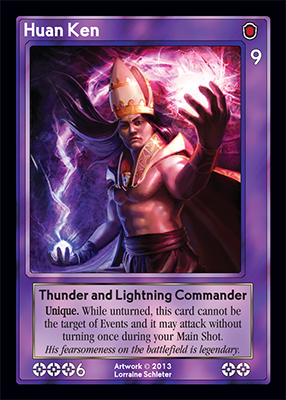 Huan Ken
9
Thunder and Lightning Commander
Unique. While unturned, this card cannot be
the target of Events and it may attack without
turning once during your Main Shot.
His fearsomeness on the battlefield is legendary.
6
Artwork © 2013
Lorraine Schleter